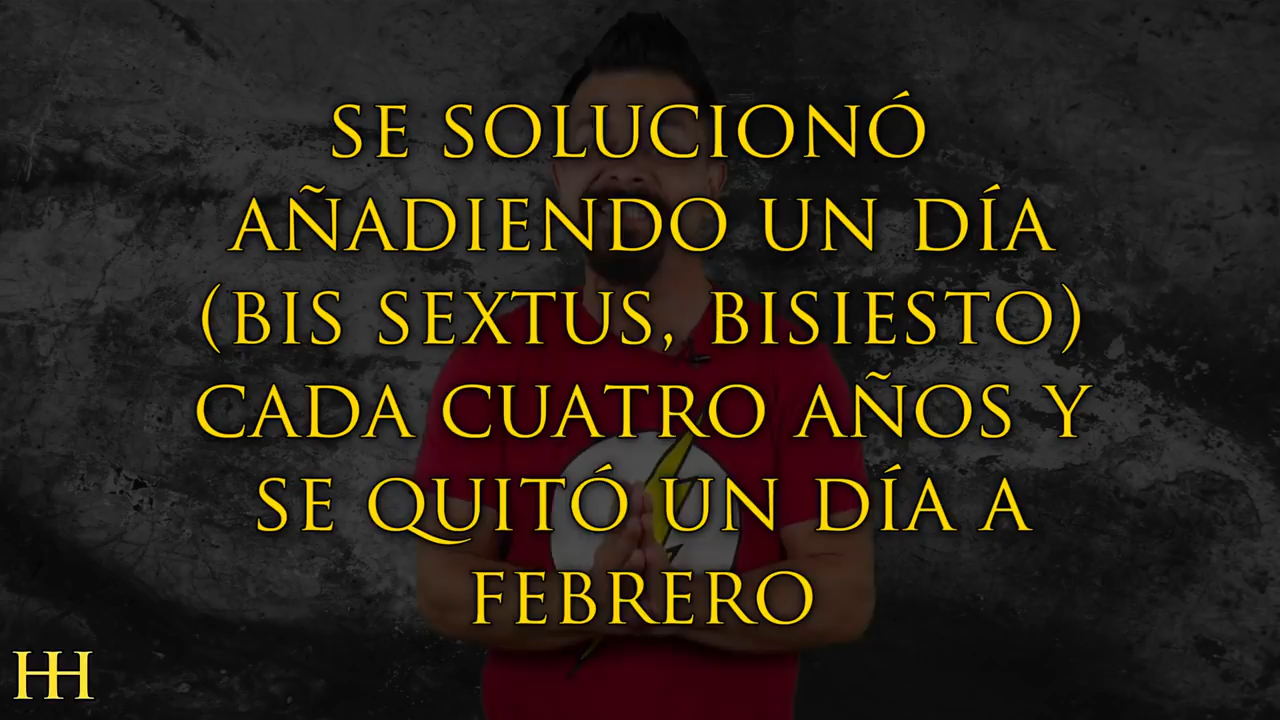 SE SOLUCIONÓ
AÑADIENDO UN DÍA
(BIS SEXTUS, BISIESTO)
CADA CUATRO AÑOS Y
SE QUITÓ UN DÍA A
FEBRERO
HH